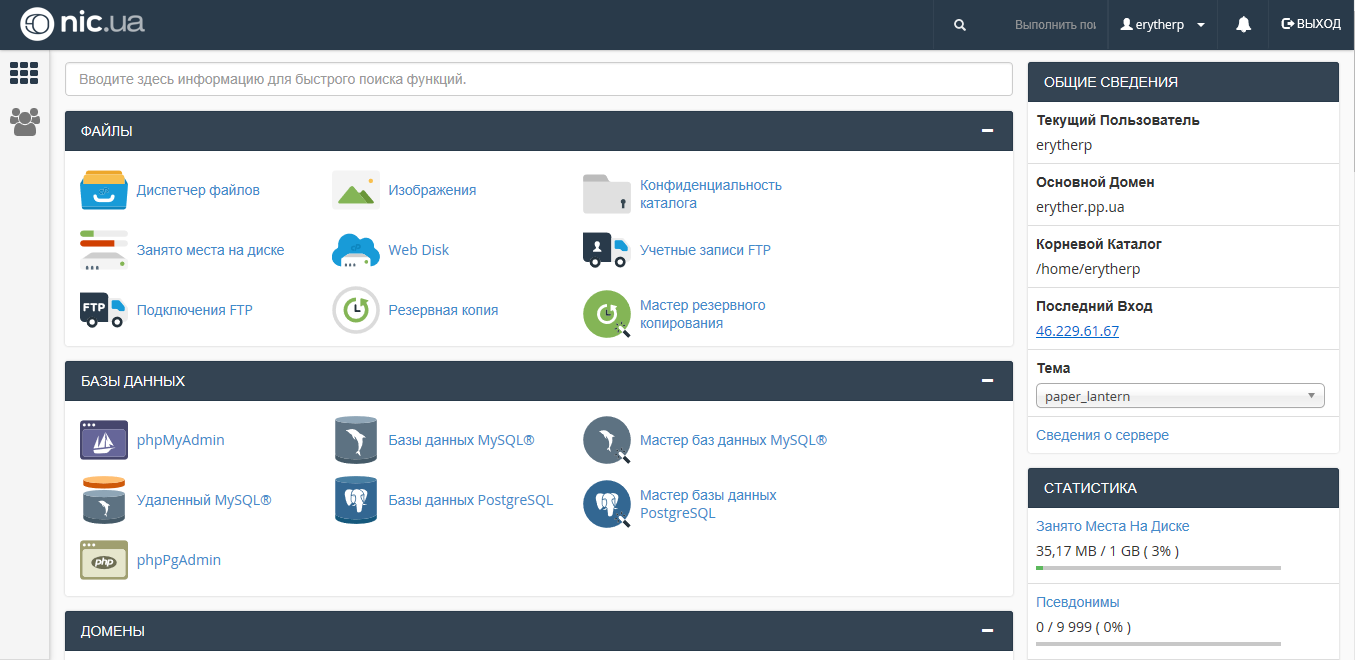 nic.ua
Выполнить пои
erytherp
ВЫХОД
Вводите здесь информацию для быстрого поиска функций.
ФАЙЛЫ
Диспетчер файлов
Изображения
Конфиденциальность
каталога
Занято места на диске
Web Disk
Учетные записи FTP
FTP
Подключения FTP
Резервная копия
Мастер резервного
копирования
БАЗЫ ДАННЫХ
phpMyAdmin
Базы данных MySQL®
Мастер баз данных MySQL®
Удаленный MySQL®
Базы данных PostgreSQL
Мастер базы данных
PostgreSQL
php
phpPgAdmin
ДОМЕНЫ
ОБЩИЕ СВЕДЕНИЯ
Текущий Пользователь
erytherp
Основной Домен
eryther.pp.ua
Корневой Каталог
/home/erytherp
Последний Вход
46.229.61.67
Тема
paper_lantern
Сведения о сервере
СТАТИСТИКА
Занято Места На Диске
35,17 MB / 1 GB ( 3% )
Псевдонимы
0 / 9 999 ( 0% )